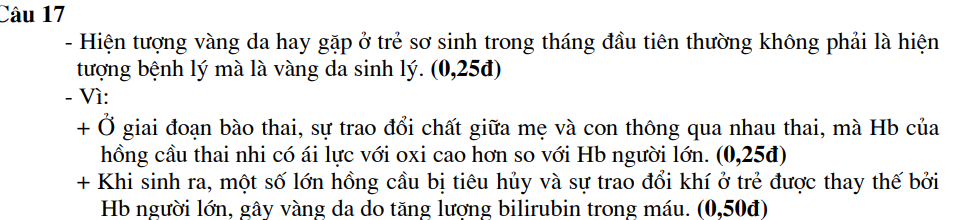 Câu 17
- Hiện tượng vàng da hay gặp ở trẻ sơ sinh trong tháng đầu tiên thường không phải là hiện
tượng bệnh lý mà là vàng da sinh lý. (0,25đ)
- Vì:
+ Ở giai đoạn bào thai, sự trao đổi chất giữa mẹ và con thông qua nhau thai, mà Hb của
hồng cầu thai nhi có ái lực với oxi cao hơn so với Hb người lớn. (0,25đ)
+ Khi sinh ra, một số lớn hồng cầu bị tiêu hủy và sự trao đổi khí ở trẻ được thay thế bởi
Hb người lớn, gây vàng da do tăng lượng bilirubin trong máu. (0,50đ)